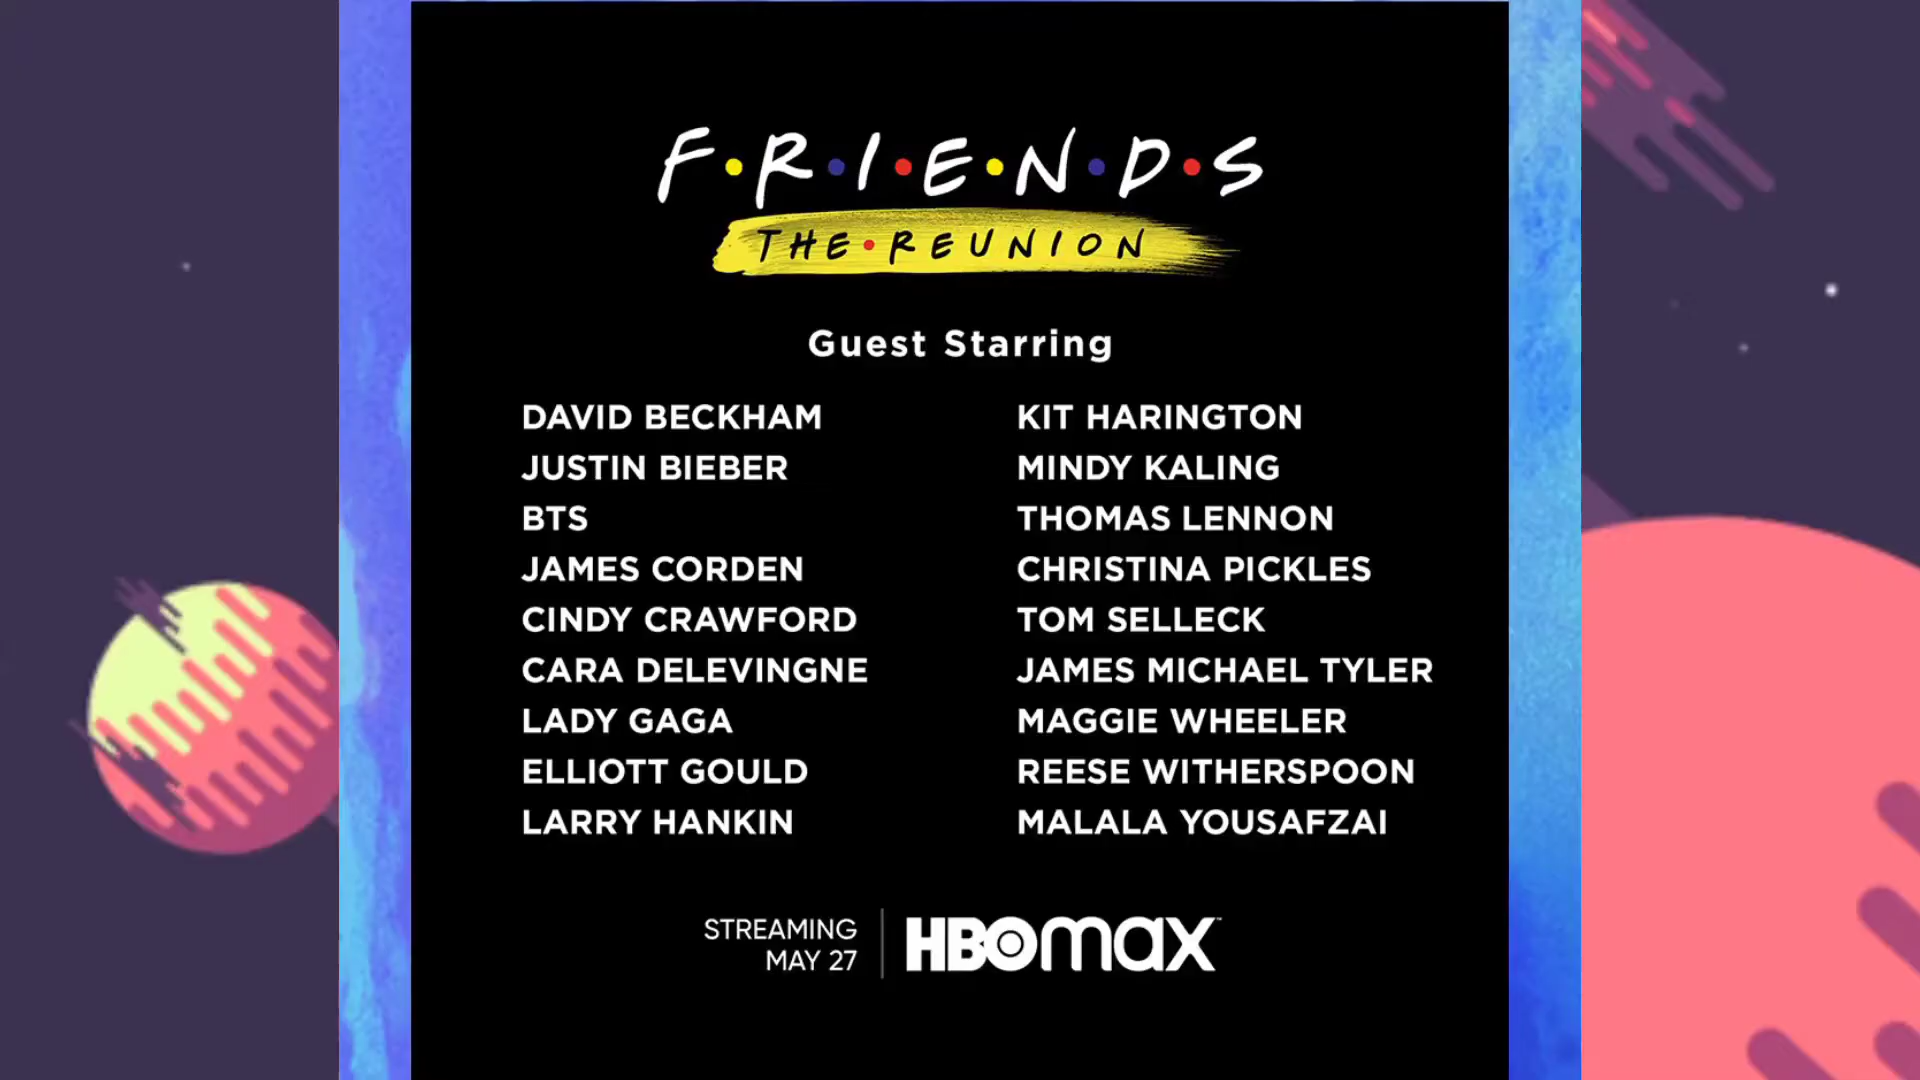 F·R·I·E·N·D·S
THE·REUNION
Guest Starring
DAVID BECKHAM
JUSTIN BIEBER
BTS
JAMES CORDEN
CINDY CRAWFORD
CARA DELEVINGNE
LADY GAGA
ELLIOTT GOULD
LARRY HANKIN
KIT HARINGTON
MINDY KALING
THOMAS LENNON
CHRISTINA PICKLES
TOM SELLECK
JAMES MICHAEL TYLER
MAGGIE WHEELER
REESE WITHERSPOON
MALALA YOUSAFZAI
STREAMING
MAY 27
HBOmax